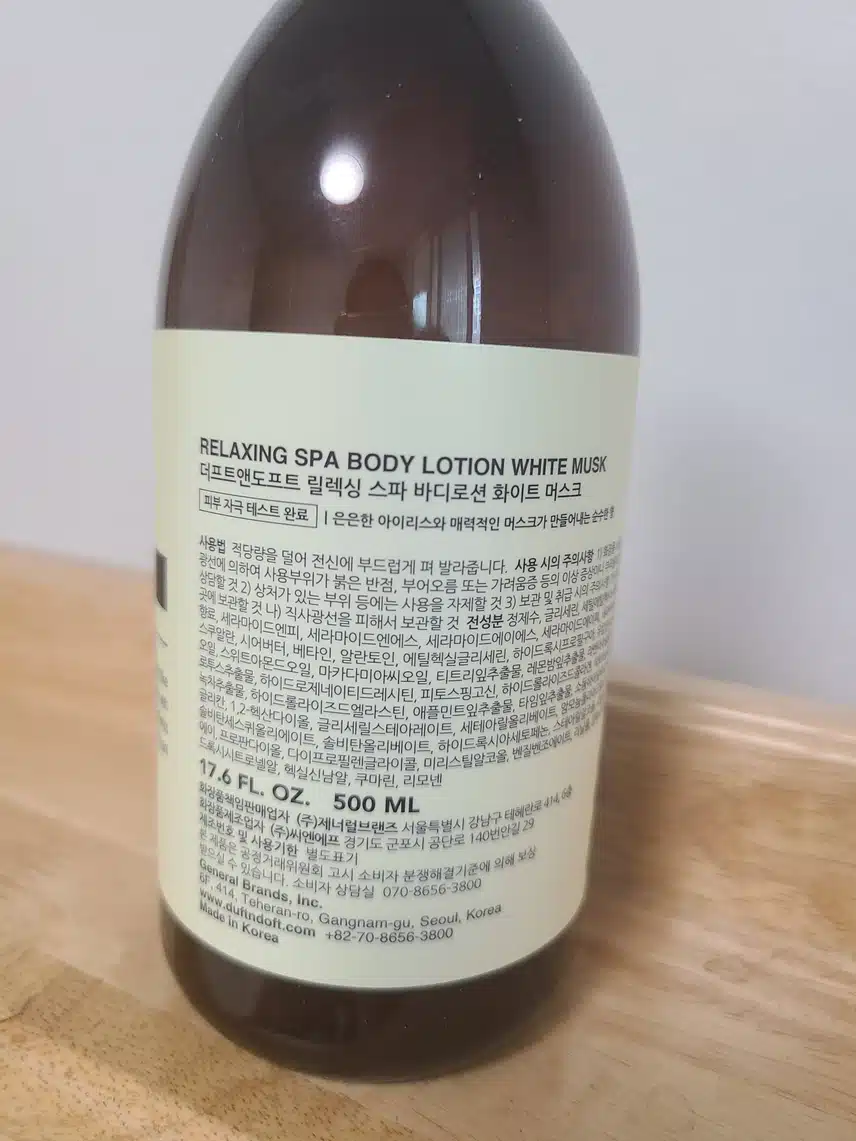 RELAXING SPA BODY LOTION WHITE MUSK
더프트앤도프트 릴렉싱 스파 바디로션 화이트 머스크
피부 자극 테스트 완료 | 은은한 아이리스와 매력적인 머스크가 만들어내는 순수한 향
사용법 적당량을 덜어 전신에 부드럽게 펴 발라줍니다. 사용 시의 주의사항 1)
광선에 의하여 사용부위가 붉은 반점, 부어오름 또는 가려움증 등의 이상 증상이나
상담할 것 2) 상처가 있는 부위 등에는 사용을 자제할 것 3) 보관 및 취급 시의 주의사항
곳에 보관할 것 나) 직사광선을 피해서 보관할 것 전성분 정제수, 글리세린,
향료, 세라마이드엔피, 세라마이드엔에스, 세라마이드에이에스, 세라마이드에이피,
스쿠알란, 시어버터, 베타인, 알란토인, 에틸헥실글리세린, 하이드록시프로필구아,
오일, 스위트아몬드오일, 마카다미아씨오일, 티트리잎추출물, 레몬밤잎추출물,
로투스추출물, 하이드로제네이티드레시틴, 피토스핑고신, 하이드롤라이즈드콜라겐,
녹차추출물, 하이드롤라이즈드엘라스틴, 애플민트잎추출물, 타임잎추출물,
글리칸, 1,2-헥산다이올, 글리세릴스테아레이트, 세테아릴올리베이트,
솔비탄세스퀴올리에이트, 솔비탄올리베이트, 하이드록시아세토페논,
에이, 프로판다이올, 다이프로필렌글라이콜, 미리스틸알코올, 벤질벤조에이트,
드록시시트로넬알, 헥실신남알, 쿠마린, 리모넨
17.6 FL. OZ. 500 ML
화장품책임판매업자 (주)제너럴브랜즈 서울특별시 강남구 테헤란로 414, 6층
화장품제조업자 (주)씨엔에프 경기도 군포시 공단로 140번안길 29
제조번호 및 사용기한 별도표기
본 제품은 공정거래위원회 고시 소비자 분쟁해결기준에 의해 보상
받으실 수 있습니다. 소비자 상담실 070-8656-3800
General Brands, Inc.
6F, 414, Teheran-ro, Gangnam-gu, Seoul, Korea
www.duftndoft.com +82-70-8656-3800
Made in Korea